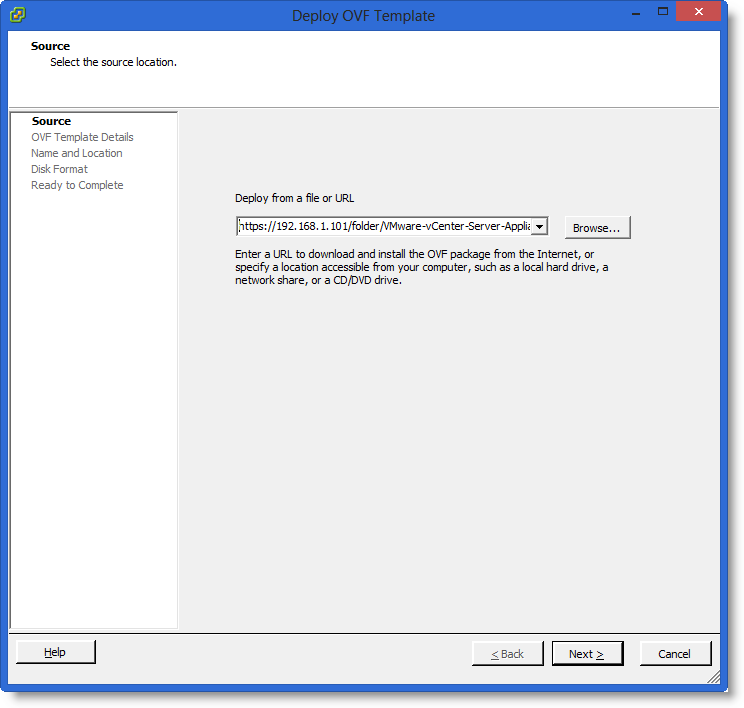 Deploy OVF Template
Source
Select the source location.
Source
OVF Template Details
Name and Location
Disk Format
Ready to Complete
Deploy from a file or URL
https://192.168.1.101/folder/VMware-vCenter-Server-Applia
Browse...
Enter a URL to download and install the OVF package from the Internet, or
specify a location accessible from your computer, such as a local hard drive, a
network share, or a CD/DVD drive.
Help
< Back
Next >
Cancel